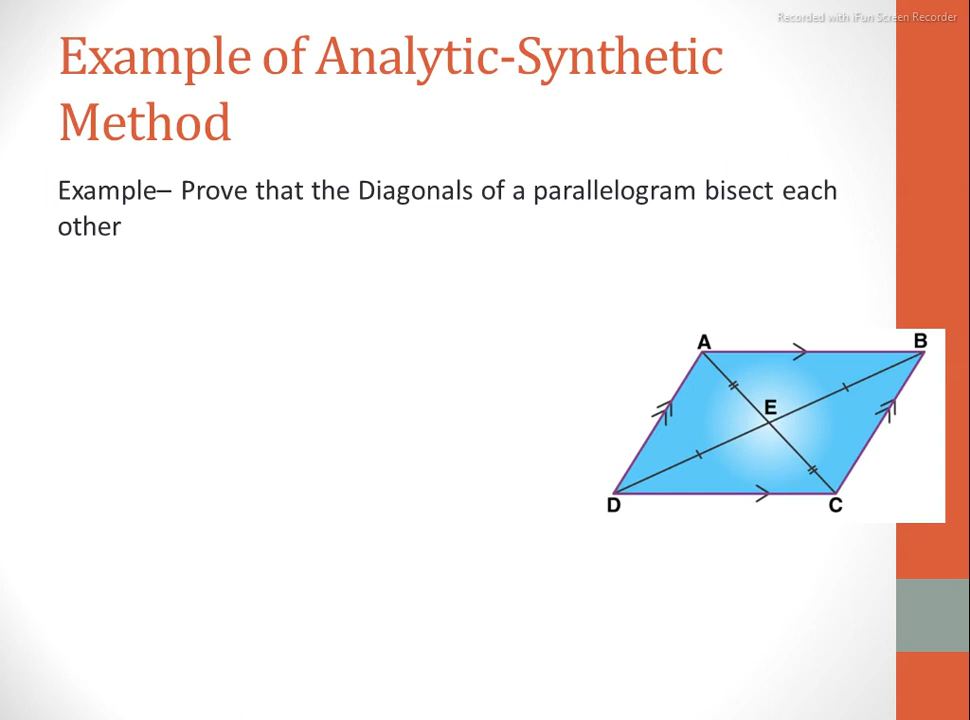 Recorded with iFun Screen Recorder
Example of Analytic-Synthetic
Method
Example– Prove that the Diagonals of a parallelogram bisect each
other
A
B
E
D
C